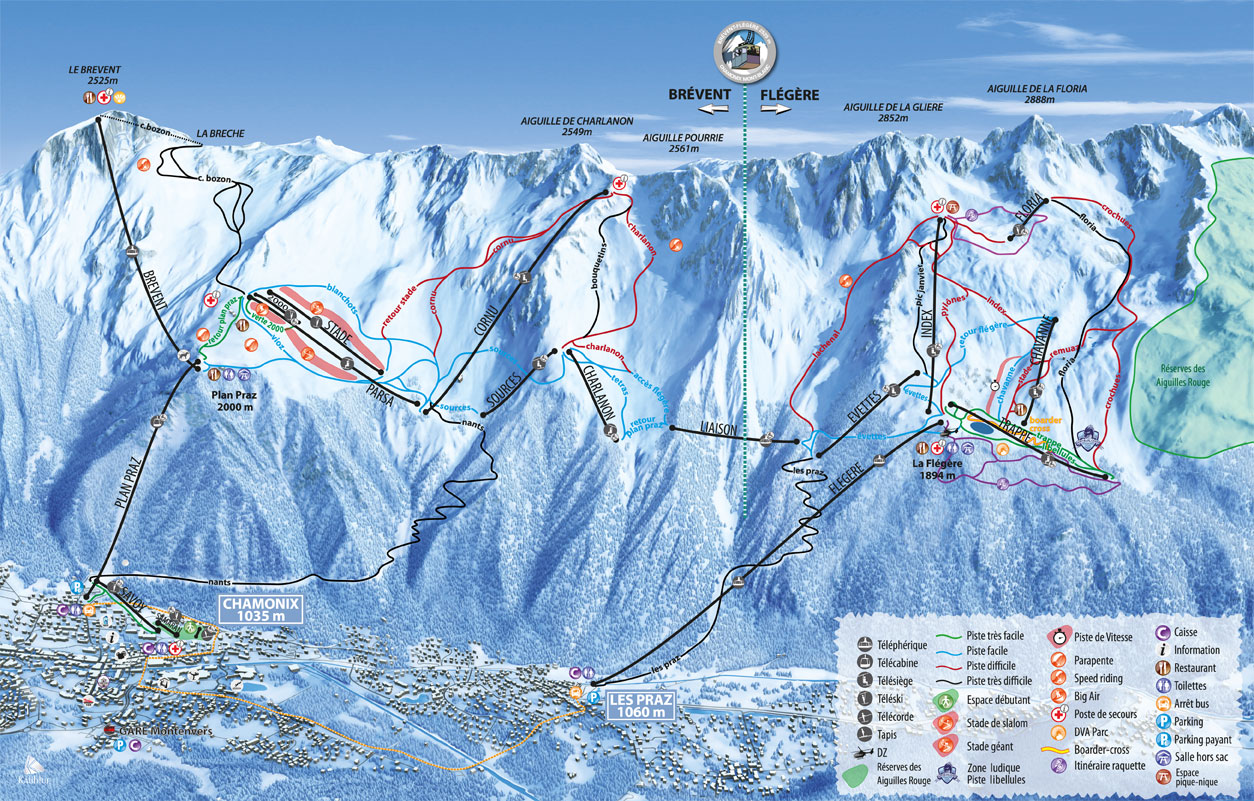 LE BREVENT
2525m
c.bozon
LA BRECHE
c. bozon
AIGUILLE DE CHARLANON
2549m
AIGUILLE POURRIE
2561m
BRÉVENT
FLÉGÈRE
AIGUILLE DE LA GLIERE
2852m
AIGUILLE DE LA FLORIA
2888m
BRÉVENT
retour plan praz
verte 2000
2000
STADE
blanchots
vioz
PARSA
retour stade
cornu
cornu
CORNU
charlanon
bouquetins
sources
SOURCES
sources
nants
charlanon
CHARLANON
retras
accès flégère
retour
plan praz
LIAISON
Plan Praz
2000 m
PLAN PRAZ
nants
SAVOY
CHAMONIX
1035 m
GARE Montenvers
lachenal
EVETTES
evettes
evettes
les praz
FLÉGÈRE
les praz
LES PRAZ
1060 m
pic janvier
INDEX
pylônes
index
retour flégère
FLORIA
floria
crochues
chavanne
stade
CHAVANNE
remuaz
floria
crochues
boarder
cross
TRAPPE
trappe
libellules
La Flégère
1894 m
Réserves des
Aiguilles Rouge
Téléphérique
Télécabine
Télésiège
Téléski
Télécorde
Tapis
DZ
Réserves des
Aiguilles Rouges
Piste très facile
Piste facile
Piste difficile
Piste très difficile
Espace débutant
Stade de slalom
Stade géant
Zone ludique
Piste libellules
Piste de Vitesse
Parapente
Speed riding
Big Air
Poste de secours
DVA Parc
Boarder-cross
Itinéraire raquette
Caisse
Information
Restaurant
Toilettes
Arrêt bus
Parking
Parking payant
Salle hors sac
Espace
pique-nique